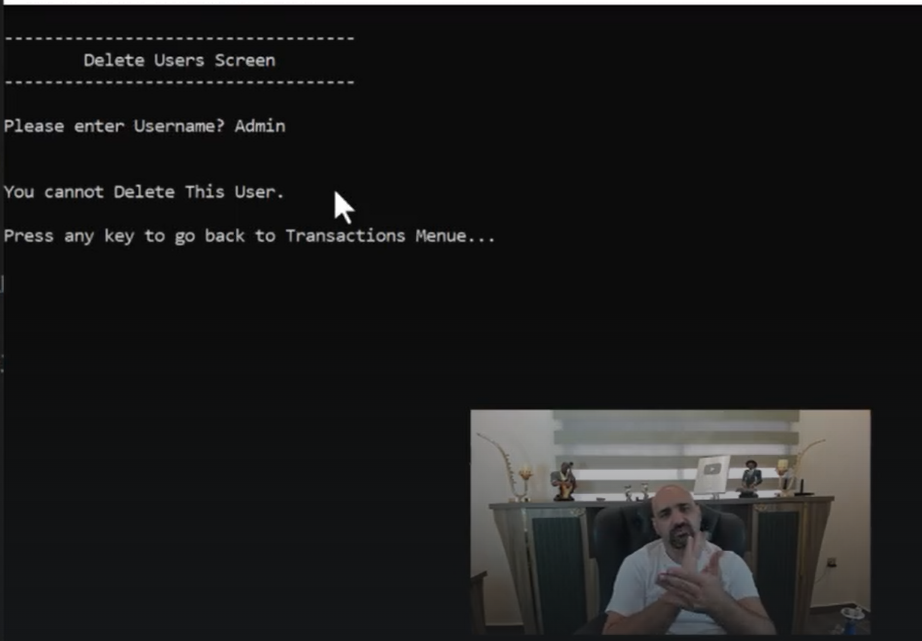 -----------------------------------
Delete Users Screen
-----------------------------------
Please enter Username? Admin
You cannot Delete This User.
Press any key to go back to Transactions Menue...